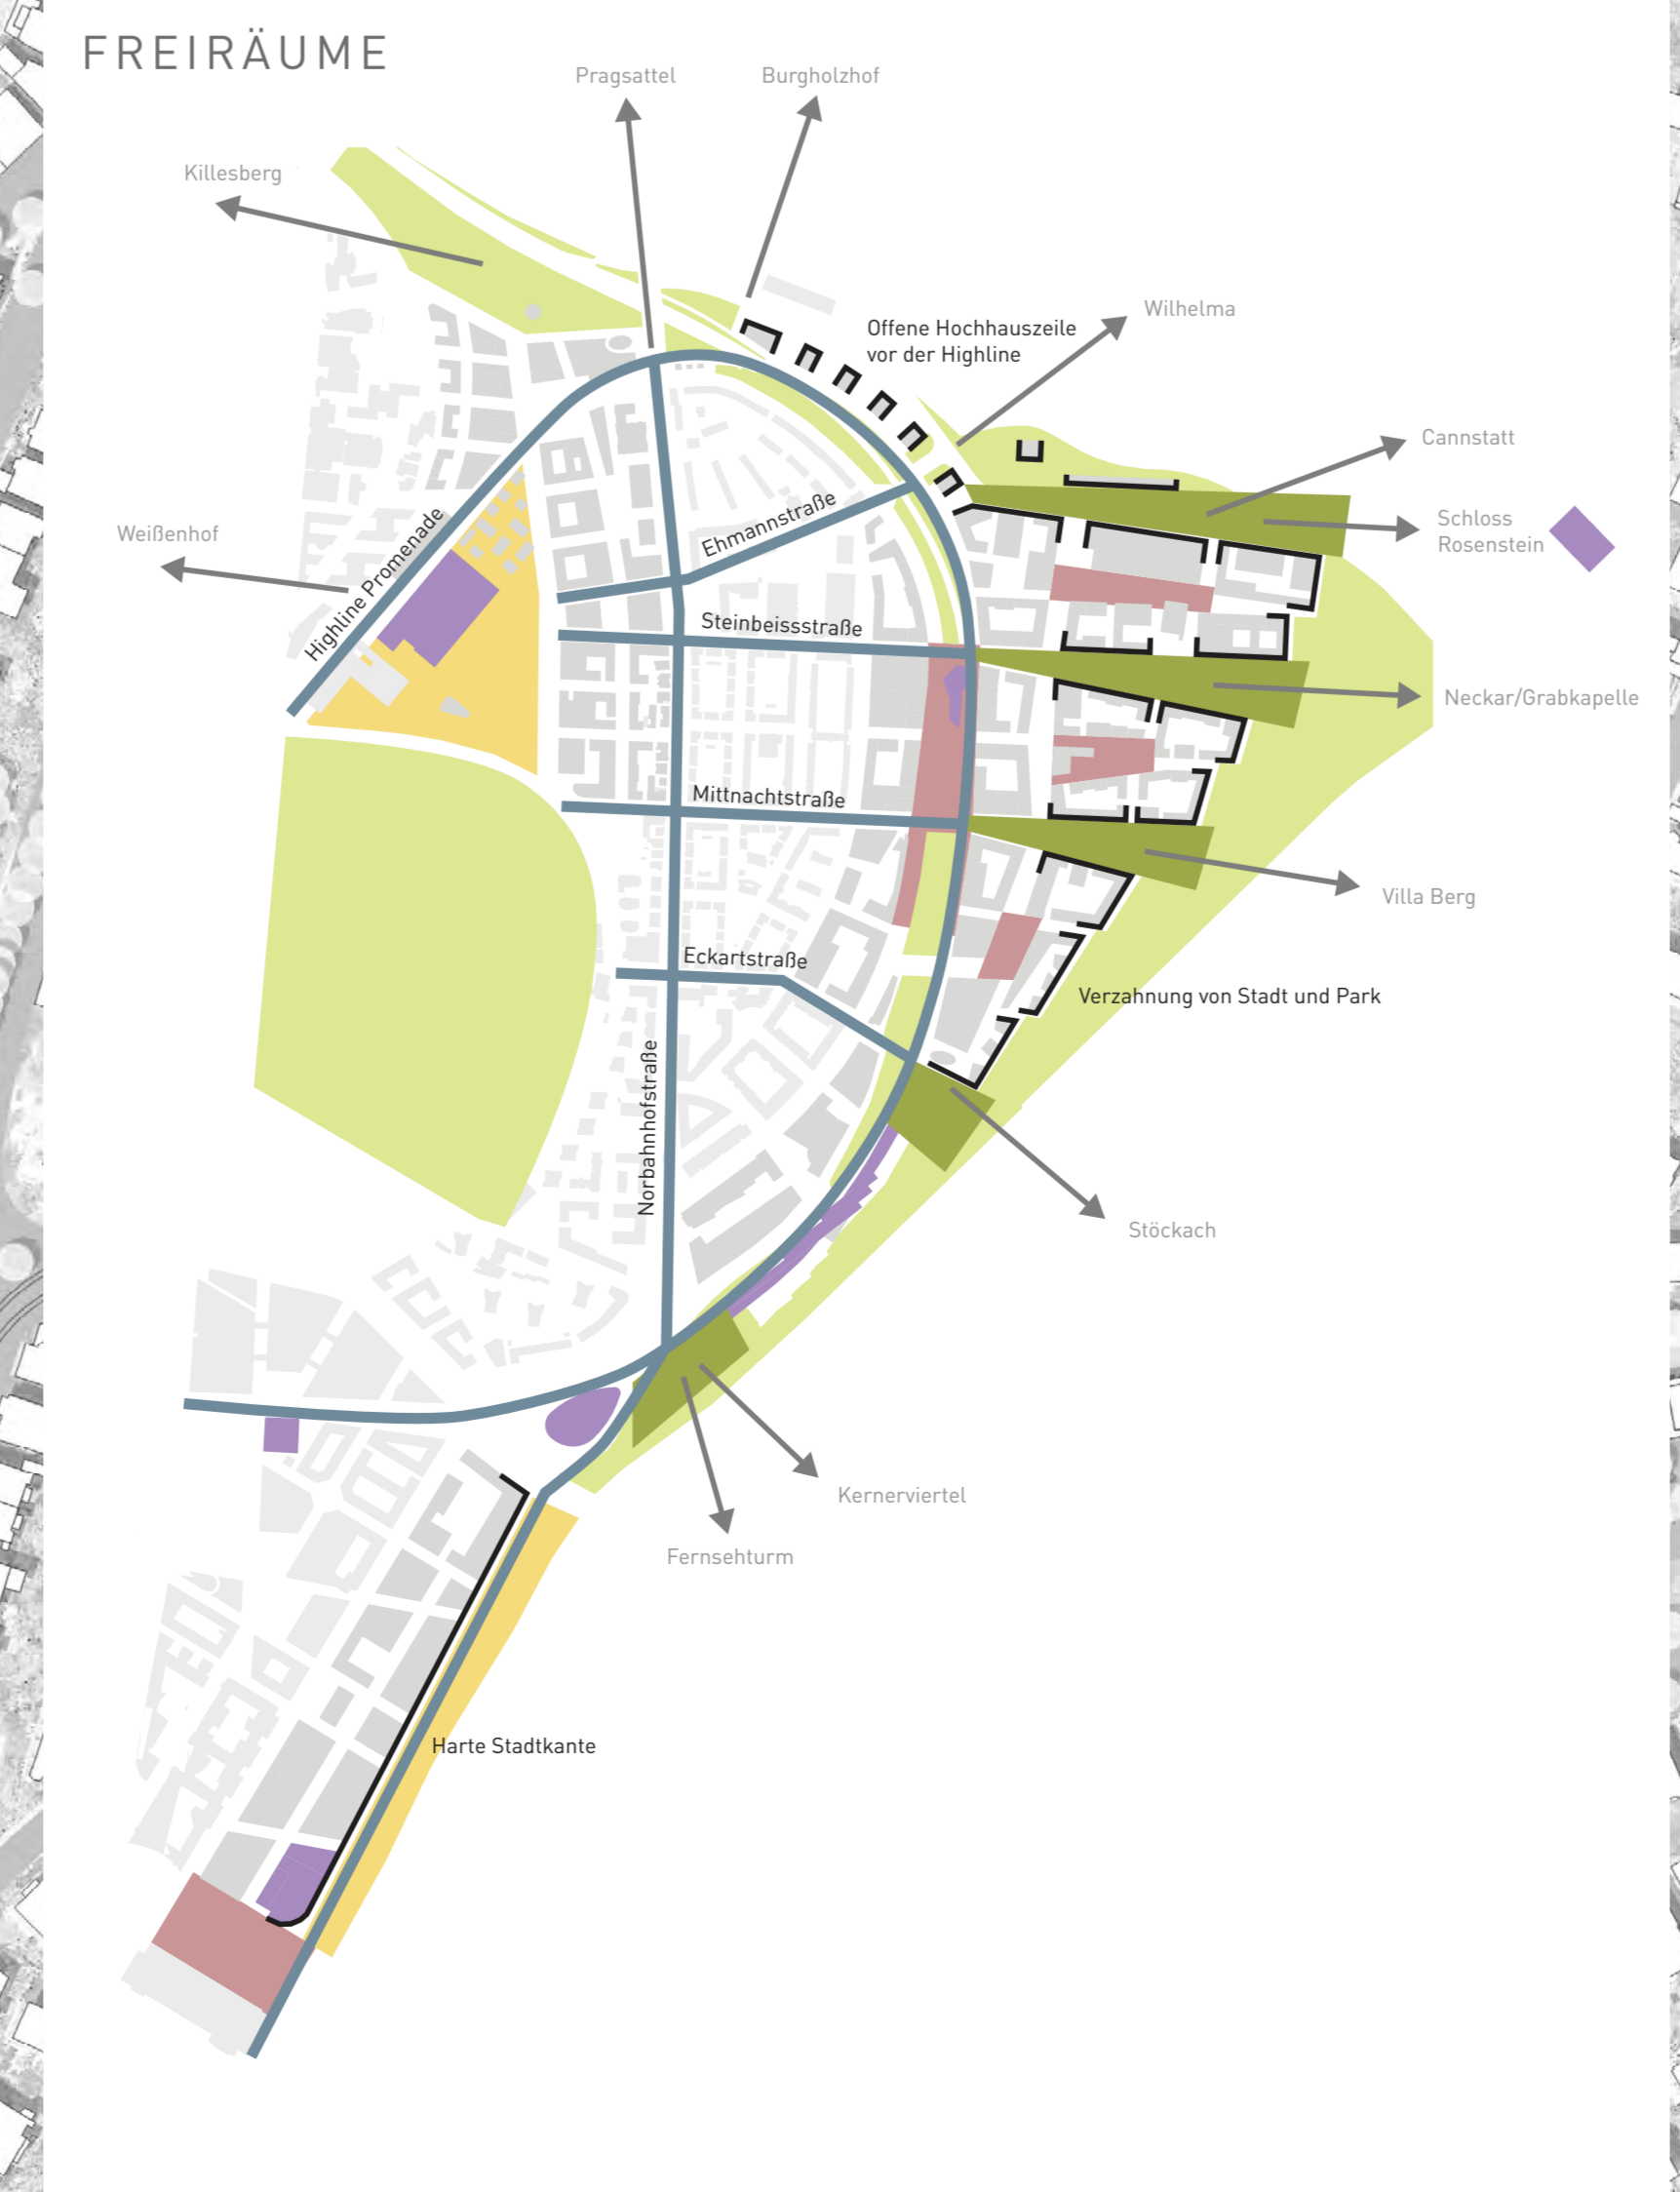 FREIRÄUME
Pragsattel
Burgholzhof
Killesberg
Wilhelma
Offene Hochhauszeile
vor der Highline
Cannstatt
Schloss
Rosenstein
Weißenhof
Highline Promenade
Ehmannstraße
Steinbeissstraße
Neckar/Grabkapelle
Mittnachtstraße
Villa Berg
Eckartstraße
Verzahnung von Stadt und Park
Norbahnhofstraße
Stöckach
Kernerviertel
Fernsehturm
Harte Stadtkante